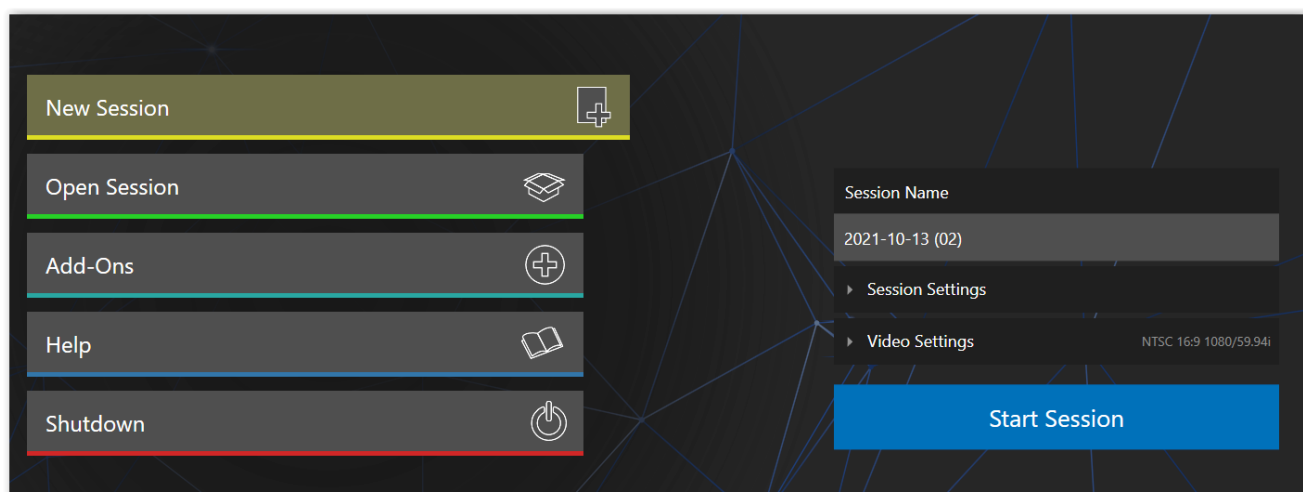 New Session
Open Session
Add-Ons
Help
Shutdown
Session Name
2021-10-13 (02)
Session Settings
Video Settings NTSC 16:9 1080/59.94i
Start Session